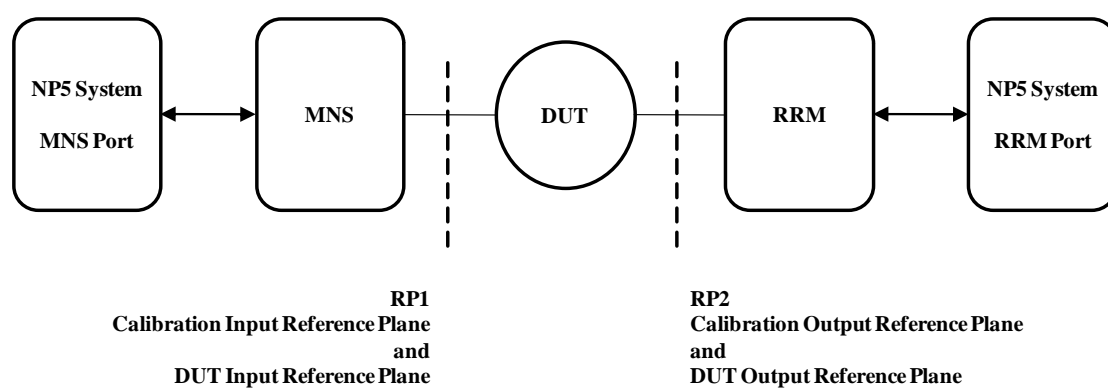 NP5 System
MNS Port
MNS
DUT
RRM
NP5 System
RRM Port
RP1
Calibration Input Reference Plane
and
DUT Input Reference Plane
RP2
Calibration Output Reference Plane
and
DUT Output Reference Plane